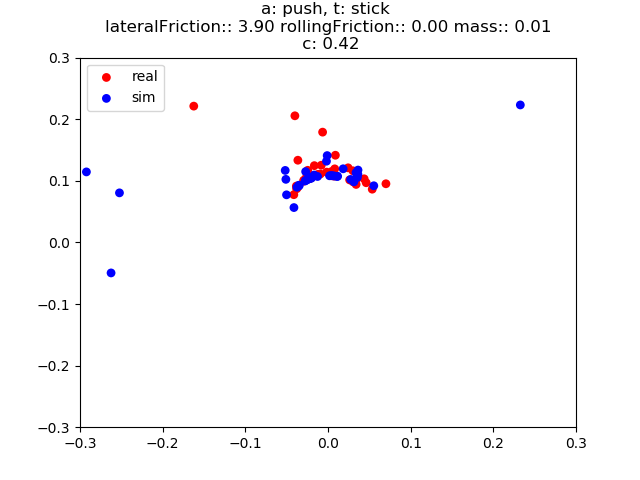 a: push, t: stick
lateralFriction:: 3.90 rollingFriction:: 0.00 mass:: 0.01
c: 0.42
real
sim
0.3
0.2
0.1
0.0
−0.1
−0.2
−0.3
−0.3 −0.2 −0.1 0.0 0.1 0.2 0.3